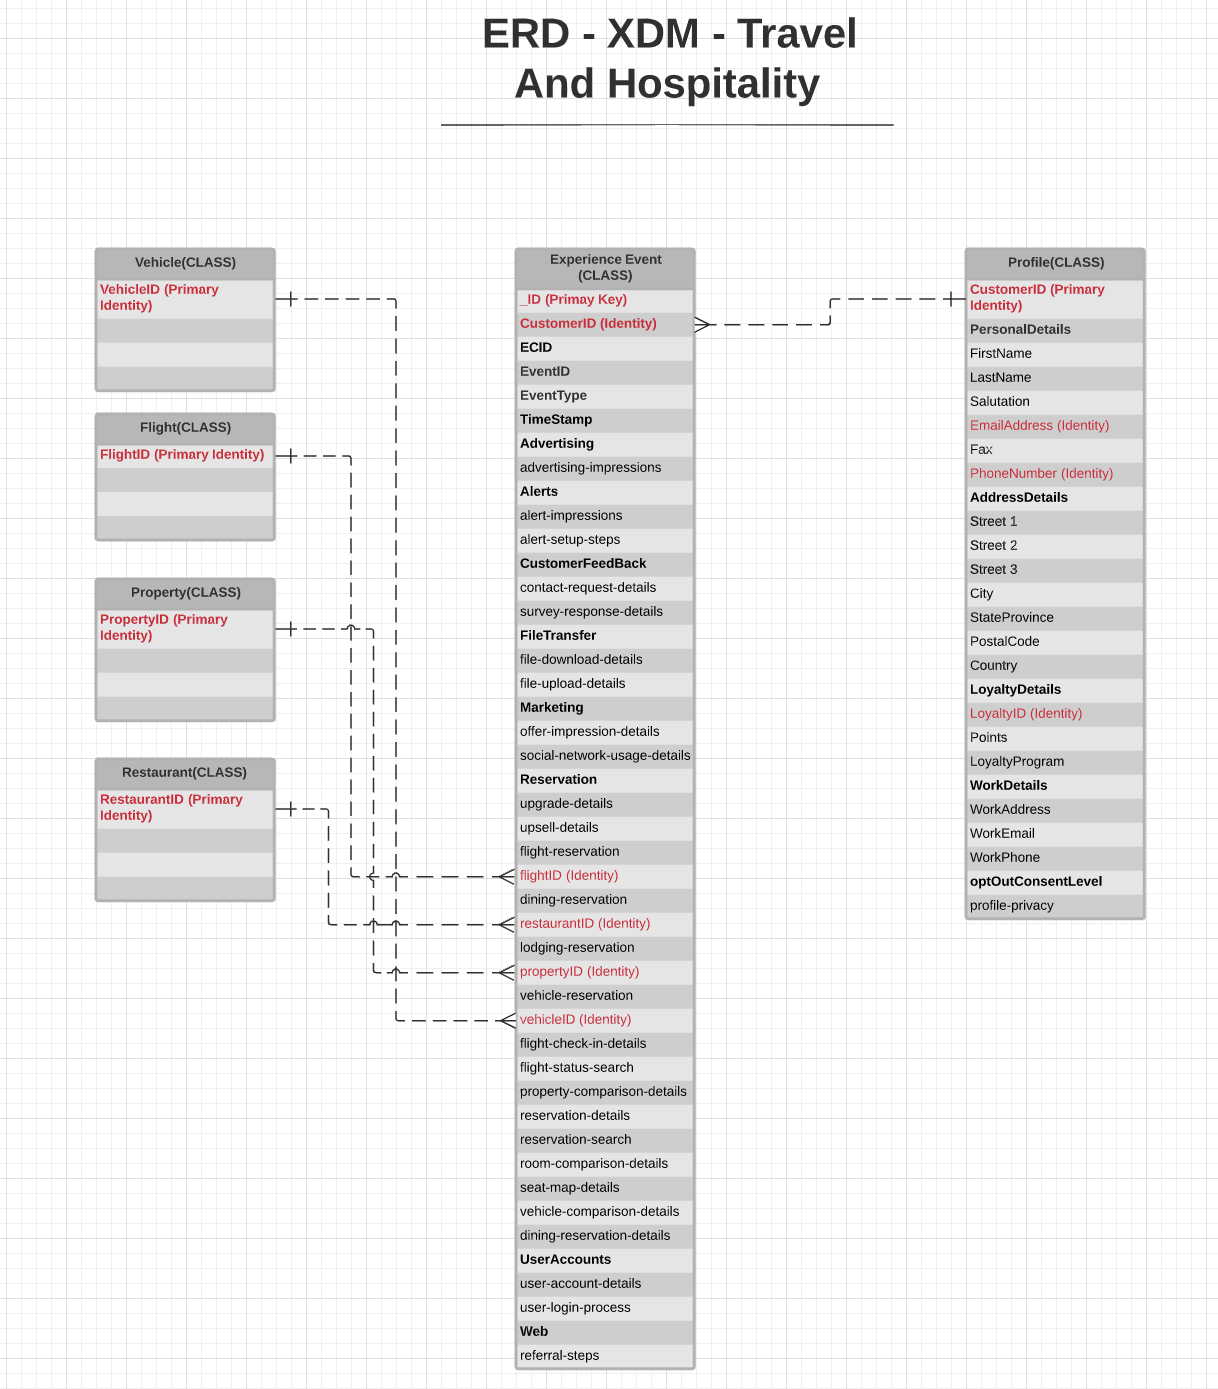 ERD - XDM - Travel
And Hospitality
Vehicle(CLASS)
VehicleID (Primary
Identity)
Flight(CLASS)
FlightID (Primary Identity)
Property(CLASS)
PropertyID (Primary
Identity)
Restaurant(CLASS)
RestaurantID (Primary
Identity)
Experience Event
(CLASS)
_ID (Primay Key)
CustomerID (Identity)
ECID
EventID
EventType
TimeStamp
Advertising
advertising-impressions
Alerts
alert-impressions
alert-setup-steps
CustomerFeedBack
contact-request-details
survey-response-details
FileTransfer
file-download-details
file-upload-details
Marketing
offer-impression-details
social-network-usage-details
Reservation
upgrade-details
upsell-details
flight-reservation
flightID (Identity)
dining-reservation
restaurantID (Identity)
lodging-reservation
propertyID (Identity)
vehicle-reservation
vehicleID (Identity)
flight-check-in-details
flight-status-search
property-comparison-details
reservation-details
reservation-search
room-comparison-details
seat-map-details
vehicle-comparison-details
dining-reservation-details
UserAccounts
user-account-details
user-login-process
Web
referral-steps
Profile(CLASS)
CustomerID (Primary
Identity)
PersonalDetails
FirstName
LastName
Salutation
EmailAddress (Identity)
Fax
PhoneNumber (Identity)
AddressDetails
Street 1
Street 2
Street 3
City
StateProvince
PostalCode
Country
LoyaltyDetails
LoyaltyID (Identity)
Points
LoyaltyProgram
WorkDetails
WorkAddress
WorkEmail
WorkPhone
optOutConsentLevel
profile-privacy